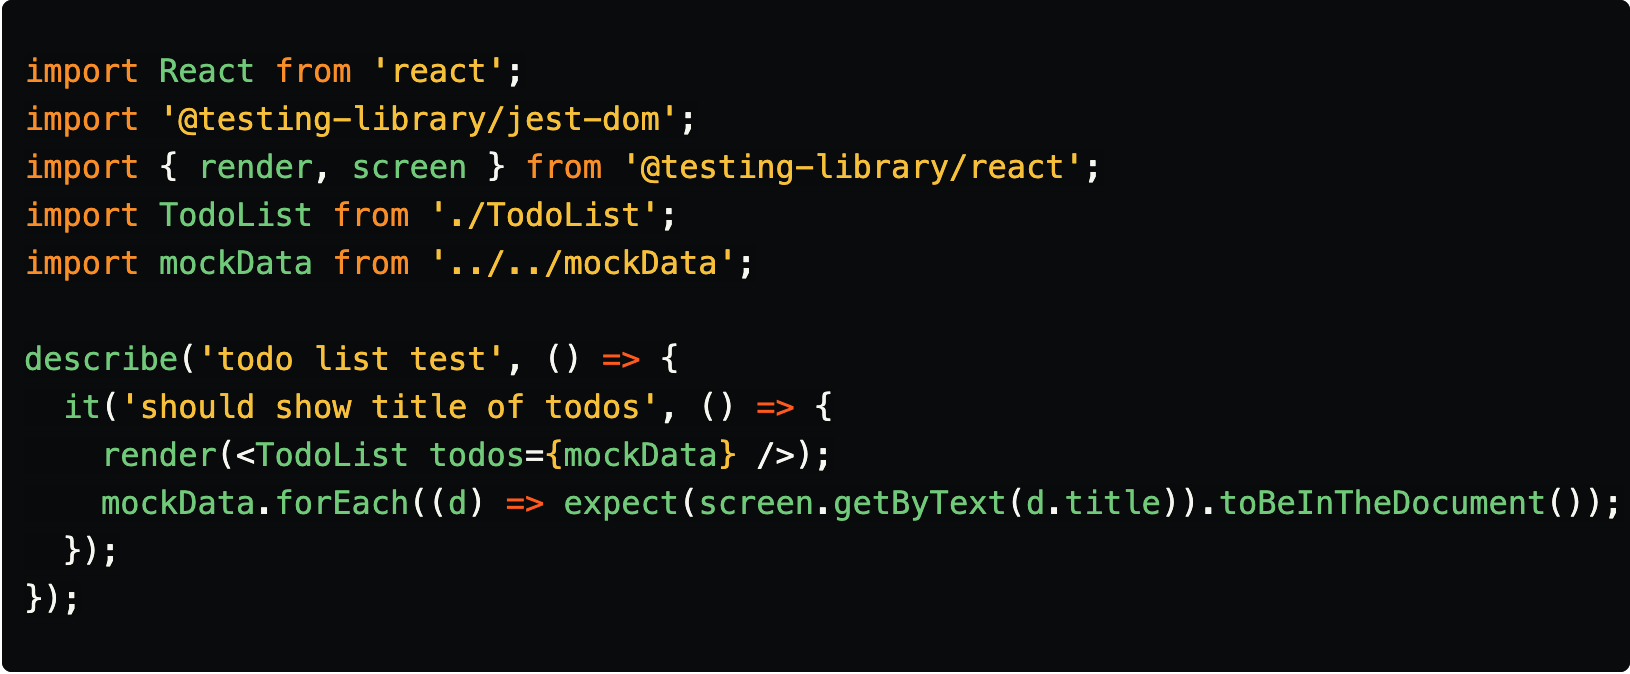 import React from 'react';
import '@testing-library/jest-dom';
import { render, screen } from '@testing-library/react';
import TodoList from './TodoList';
import mockData from '../../mockData';

describe('todo list test', () => {
  it('should show title of todos', () => {
    render(<TodoList todos={mockData} />);
    mockData.forEach((d) => expect(screen.getByText(d.title)).toBeInTheDocument());
  });
});